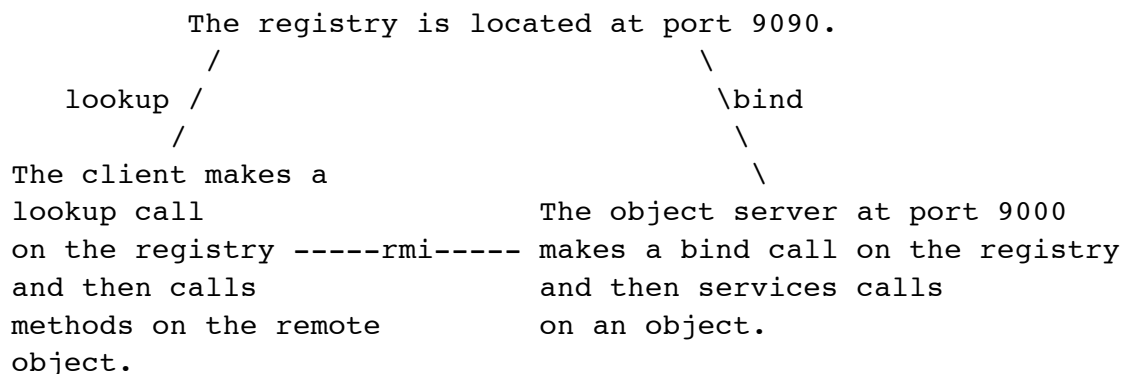 The registry is located at port 9090.
/ \
lookup / \bind
/ \
The client makes a \
lookup call The object server at port 9000
on the registry -----rmi----- makes a bind call on the registry
and then calls and then services calls
methods on the remote on an object.
object.